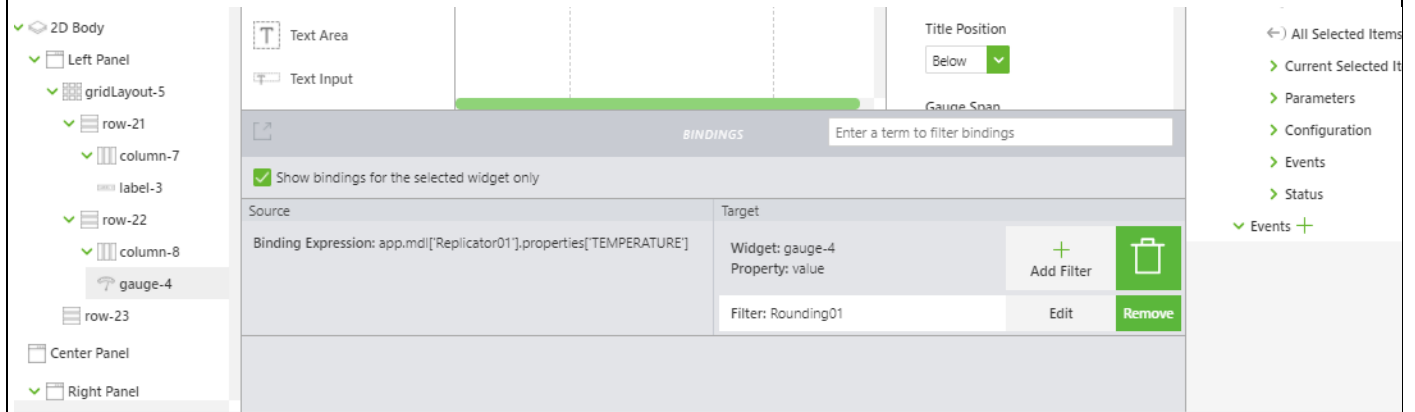 2D Body
Left Panel
gridLayout-5
row-21
column-7
label-3
row-22
column-8
gauge-4
row-23
Center Panel
Right Panel
T Text Area
T Text Input
Title Position
Below
Gauge Span
BINDINGS
Enter a term to filter bindings
Show bindings for the selected widget only
Source
Target
Binding Expression: app.mdl['Replicator01'].properties['TEMPERATURE']
Widget: gauge-4
Property: value
Add Filter
Filter: Rounding01
Edit
Remove
All Selected Items
Current Selected It
Parameters
Configuration
Events
Status
Events